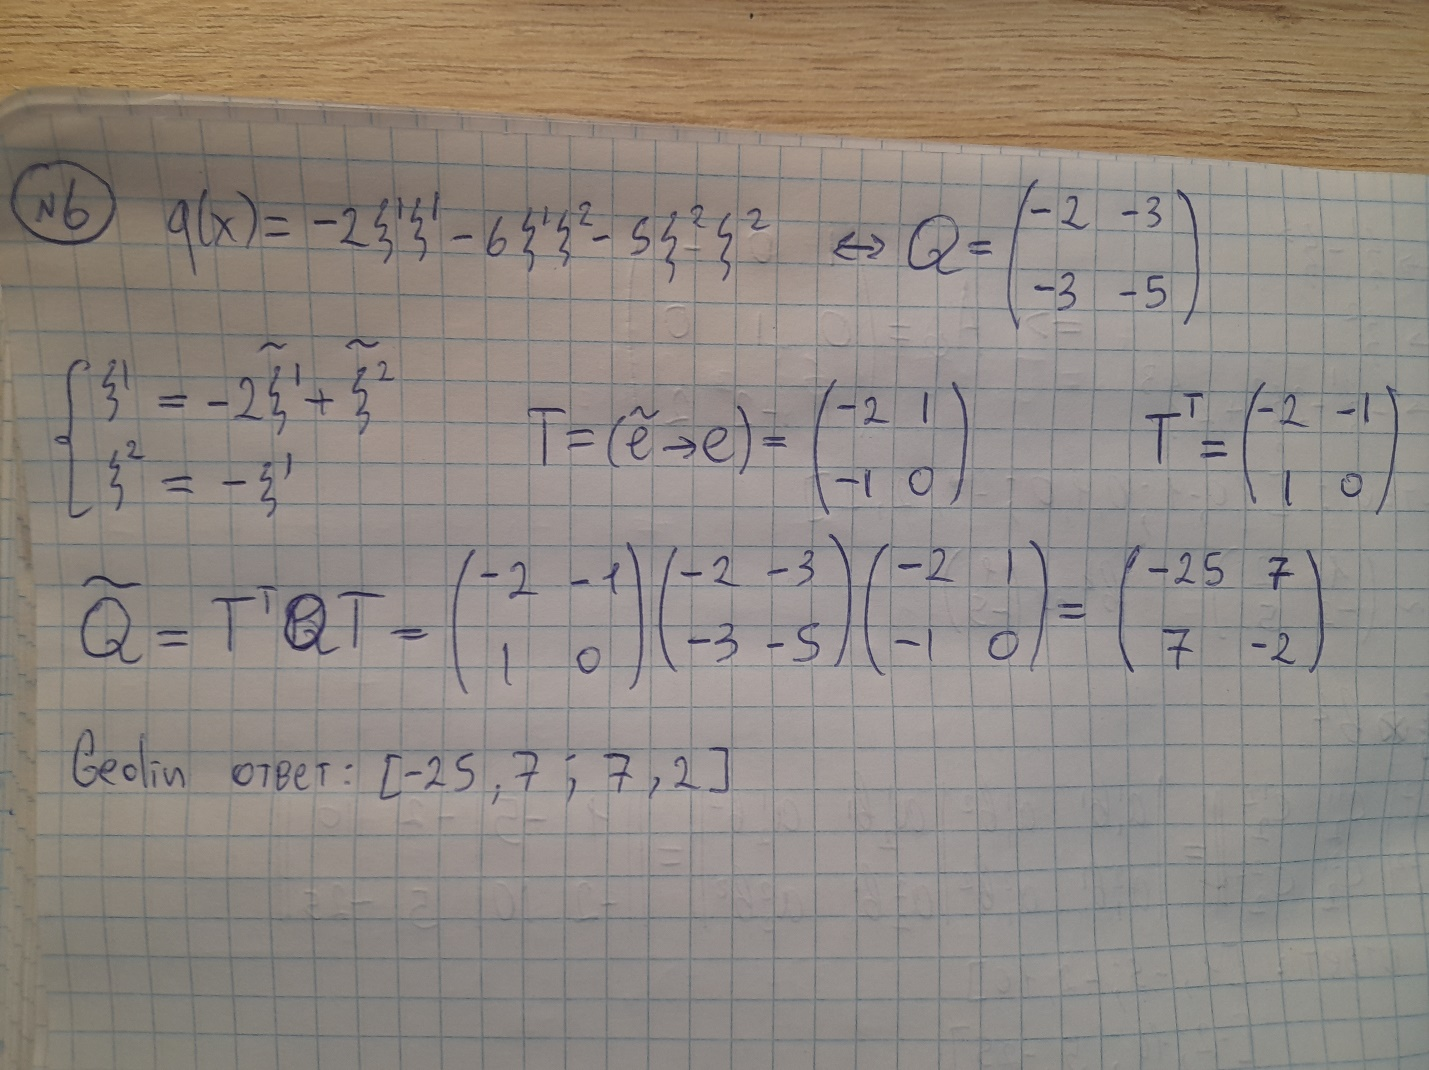 №6 q(x) = -2ξ¹ξ¹ - 6ξ¹ξ² - 5ξ²ξ² ↔ Q = (-2 -3; -3 -5)
{ ξ¹ = -2ξ̃¹ + ξ̃²
ξ² = -ξ¹
T = (ẽ → e) = (-2 1; -1 0) Tᵀ = (-2 -1; 1 0)
Q̃ = TᵀQT = (-2 -1; 1 0)(-2 -3; -3 -5)(-2 1; -1 0) = (-25 7; 7 -2)
Geolin ответ: [-25, 7; 7, 2]